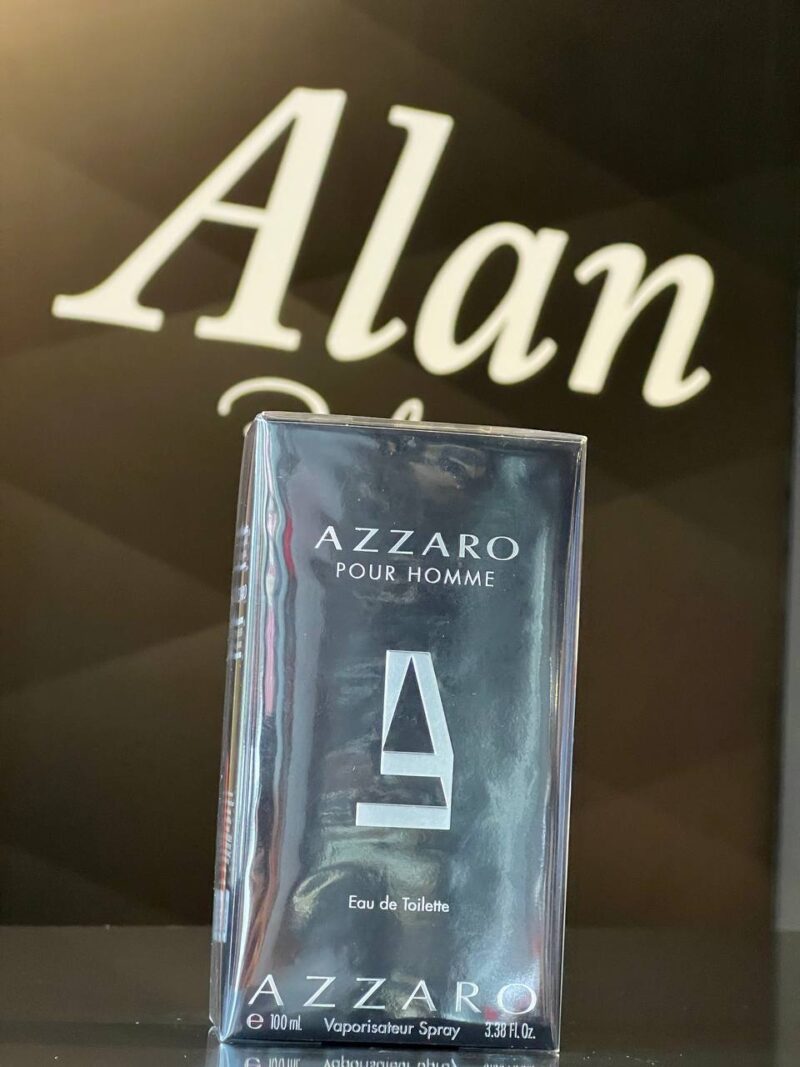 Alan
AZZARO
POUR HOMME
Eau de Toilette
AZZARO
e 100 ml. Vaporisateur Spray 3.38 Fl. Oz.